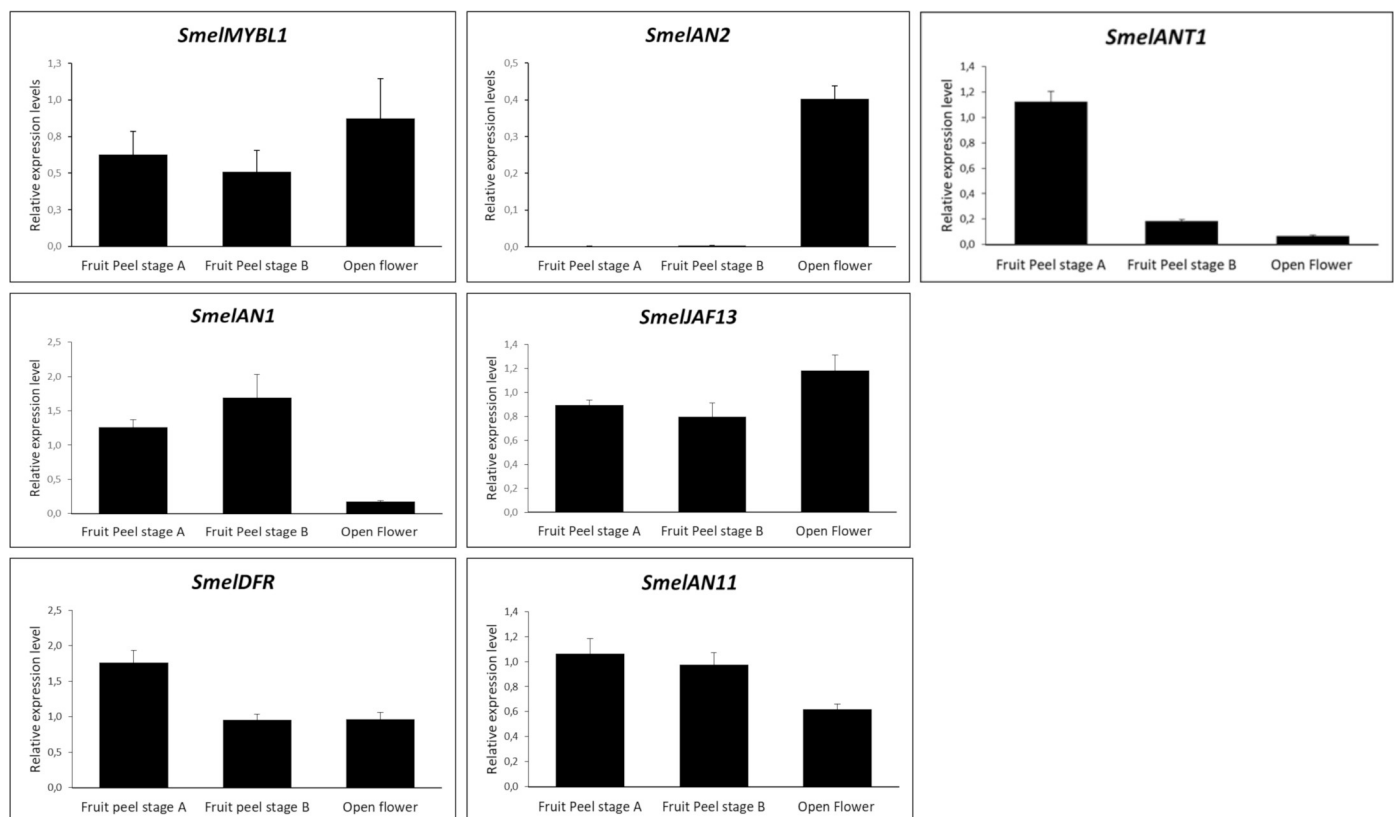 SmelMYBL1
Relative expression levels
1,3
1,0
0,8
0,5
0,3
0,0
Fruit Peel stage A Fruit Peel stage B Open flower
SmelAN2
Relative expression levels
0,5
0,4
0,3
0,2
0,1
0,0
Fruit Peel stage A Fruit Peel stage B Open flower
SmelANT1
Relative expression level
1,4
1,2
1,0
0,8
0,6
0,4
0,2
0,0
Fruit Peel stage A Fruit Peel stage B Open Flower
SmelAN1
Relative expression level
2,5
2,0
1,5
1,0
0,5
0,0
Fruit Peel stage A Fruit Peel stage B Open Flower
SmelJAF13
Relative expression level
1,4
1,2
1,0
0,8
0,6
0,4
0,2
0,0
Fruit Peel stage A Fruit Peel stage B Open Flower
SmelDFR
Relative expression level
2,5
2,0
1,5
1,0
0,5
0,0
Fruit peel stage A Fruit peel stage B Open flower
SmelAN11
Relative expression level
1,4
1,2
1,0
0,8
0,6
0,4
0,2
0,0
Fruit Peel stage A Fruit Peel stage B Open Flower